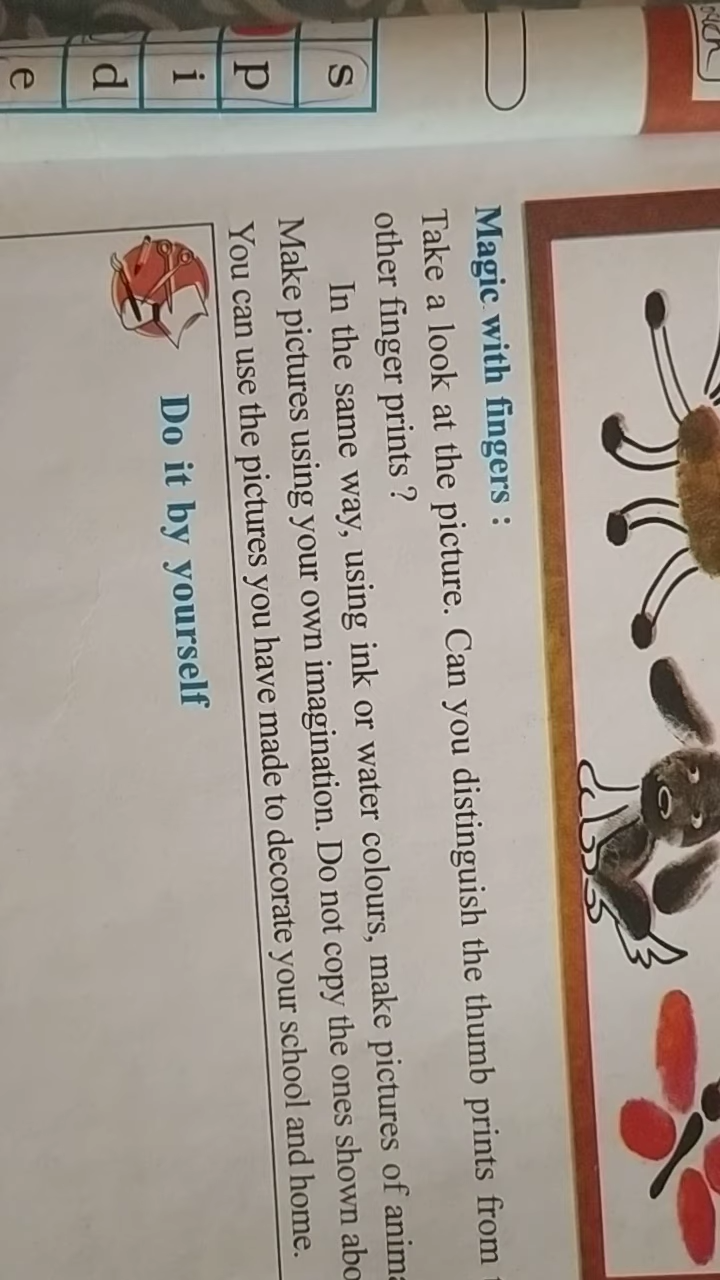 s
p
i
d
e
Magic with fingers :
Take a look at the picture. Can you distinguish the thumb prints from
other finger prints ?
In the same way, using ink or water colours, make pictures of
Make pictures using your own imagination. Do not copy the ones shown
You can use the pictures you have made to decorate your school and home.
Do it by yourself